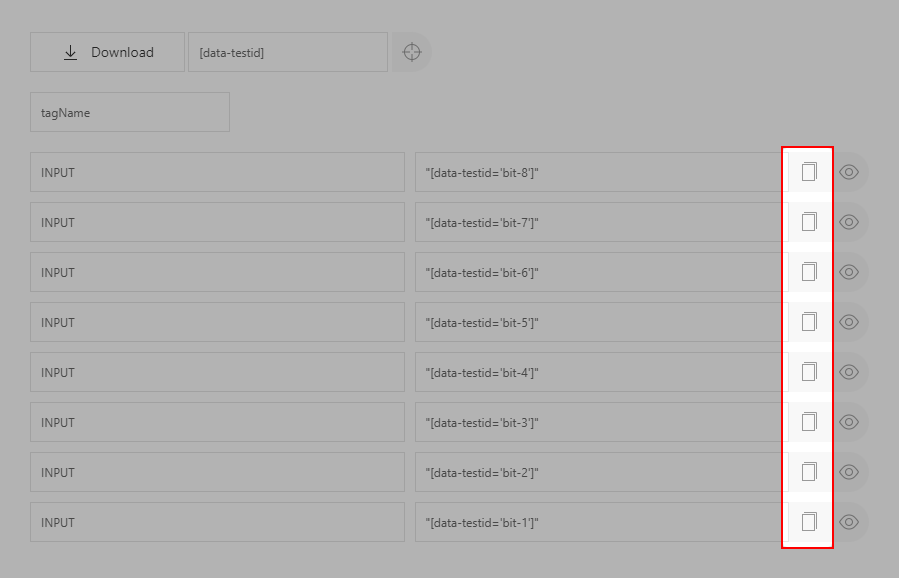 Download [data-testid]
tagName
INPUT "[data-testid='bit-8']"
INPUT "[data-testid='bit-7']"
INPUT "[data-testid='bit-6']"
INPUT "[data-testid='bit-5']"
INPUT "[data-testid='bit-4']"
INPUT "[data-testid='bit-3']"
INPUT "[data-testid='bit-2']"
INPUT "[data-testid='bit-1']"